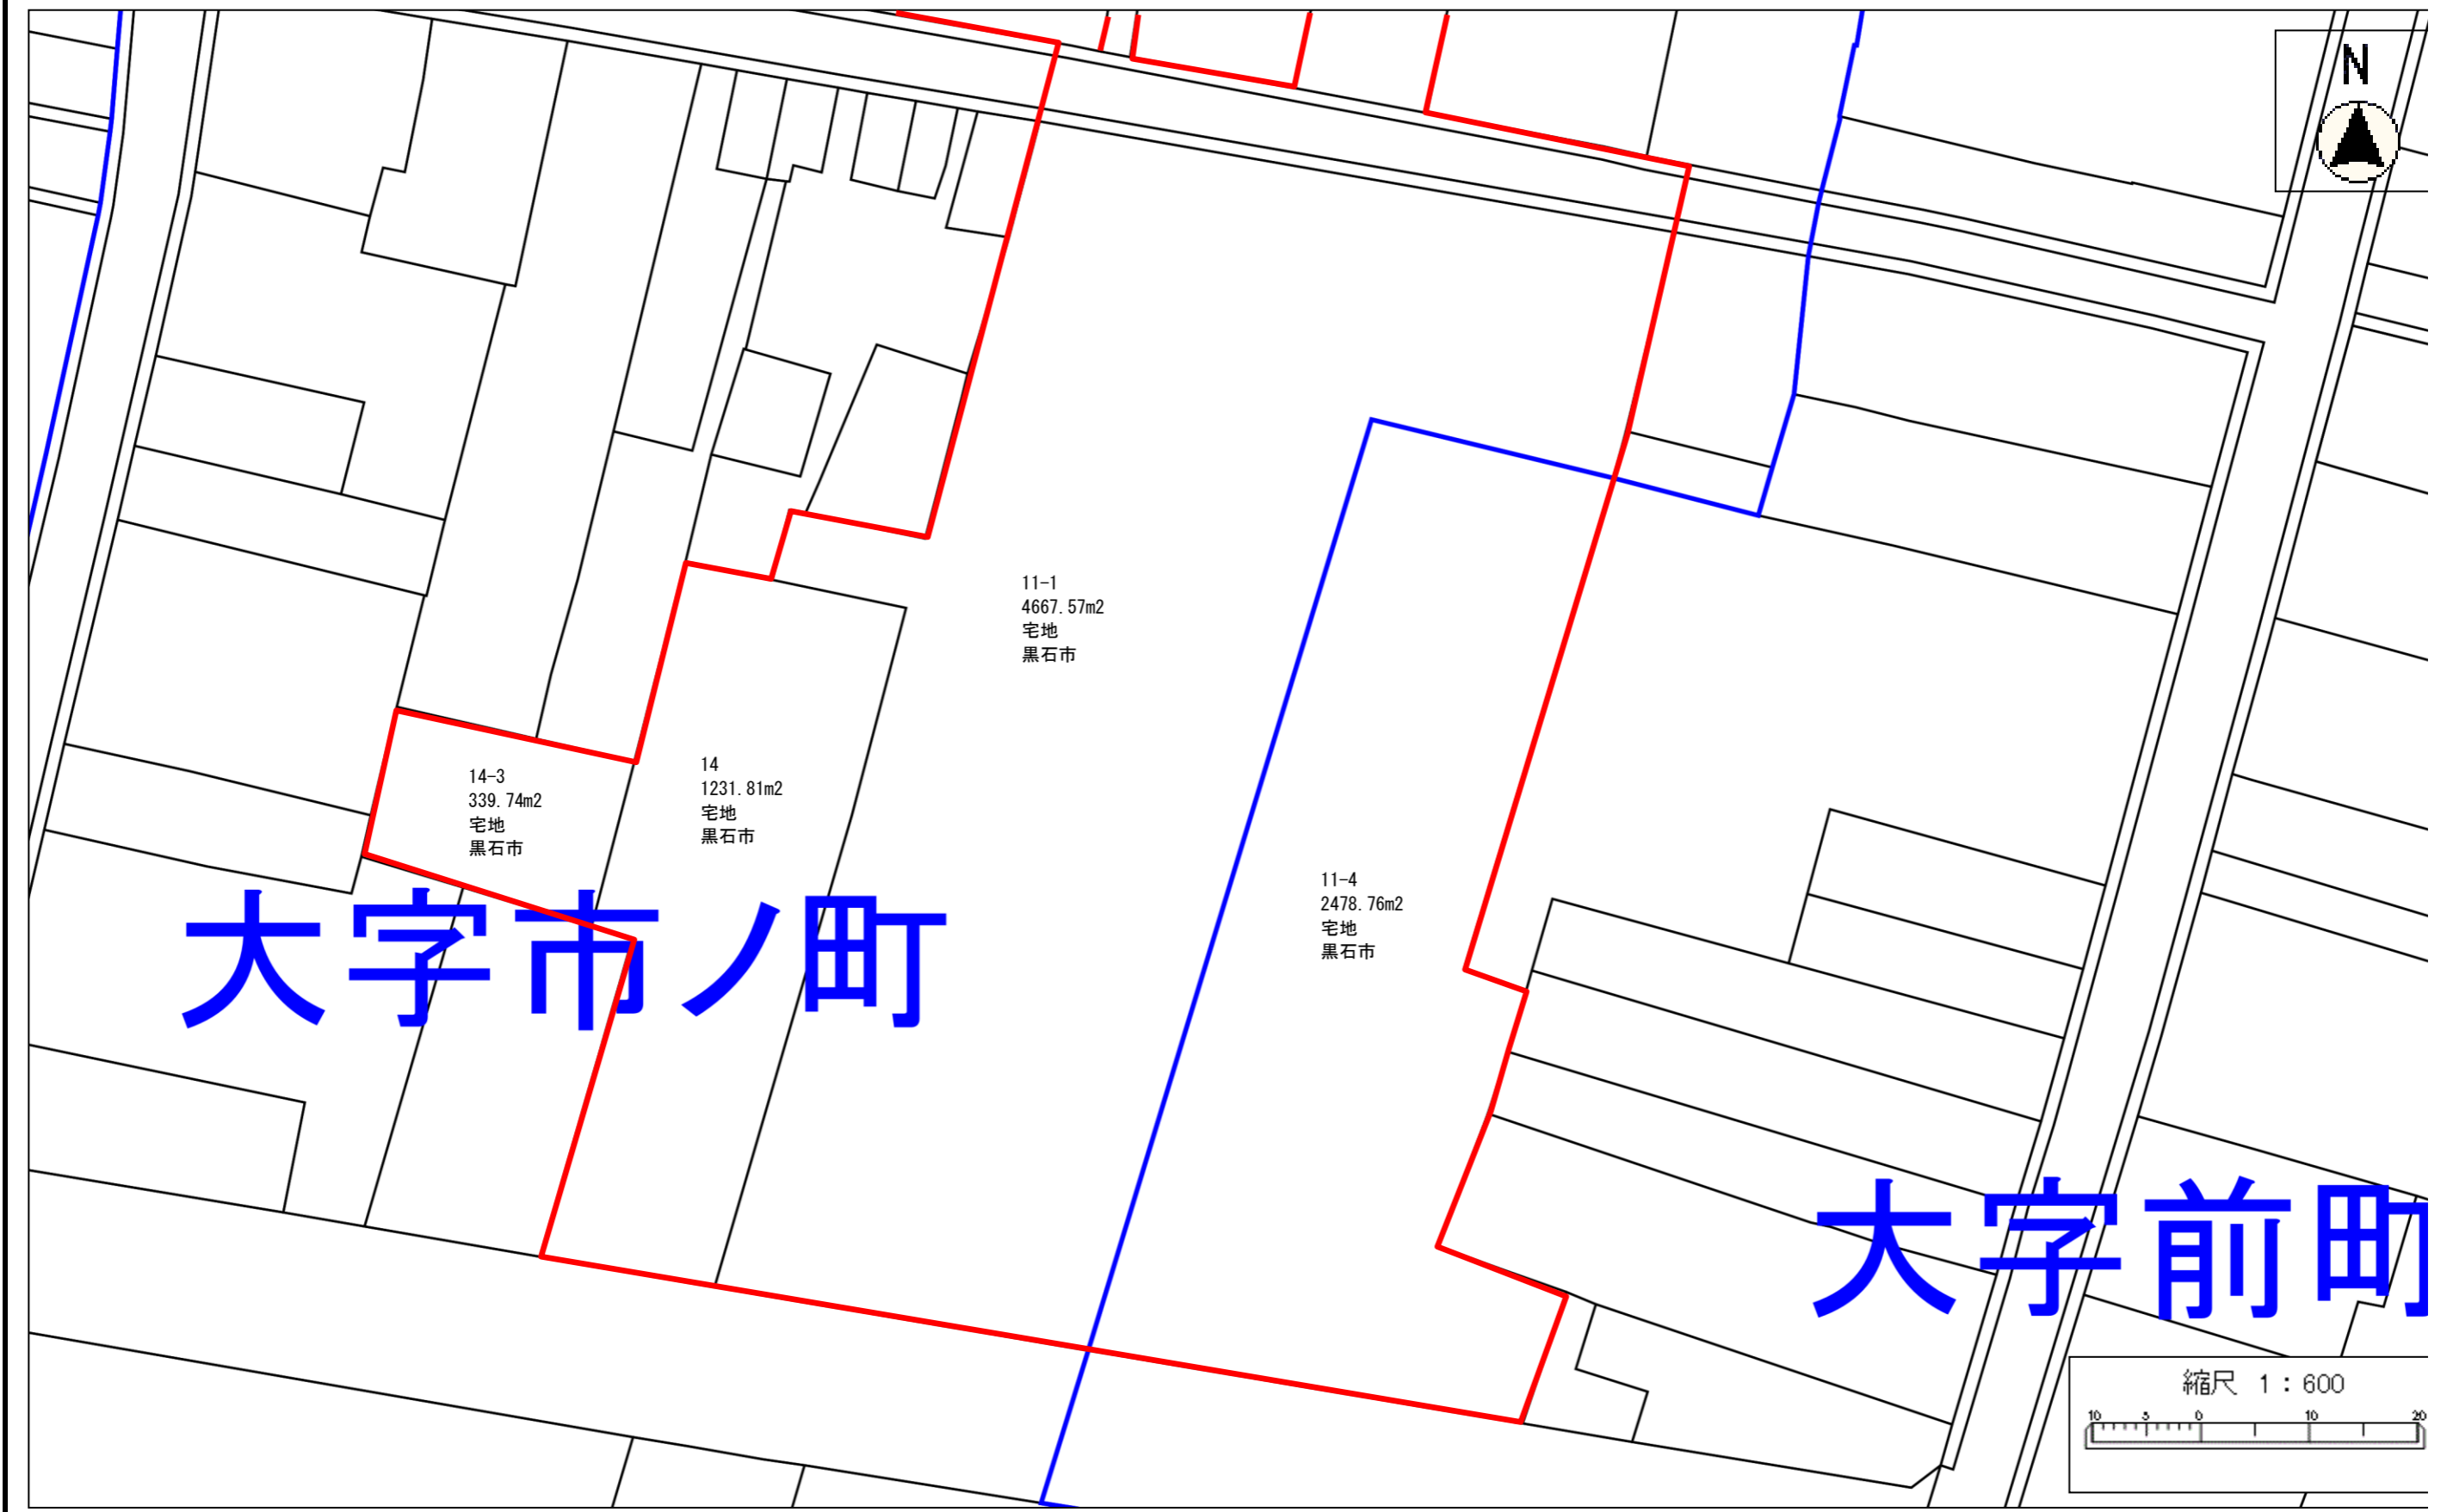 N
11-1
4667.57m2
宅地
黒石市
14-3
339.74m2
宅地
黒石市
14
1231.81m2
宅地
黒石市
11-4
2478.76m2
宅地
黒石市
大字市ノ町
大字前町
縮尺 1：600
10 5 0 10 20